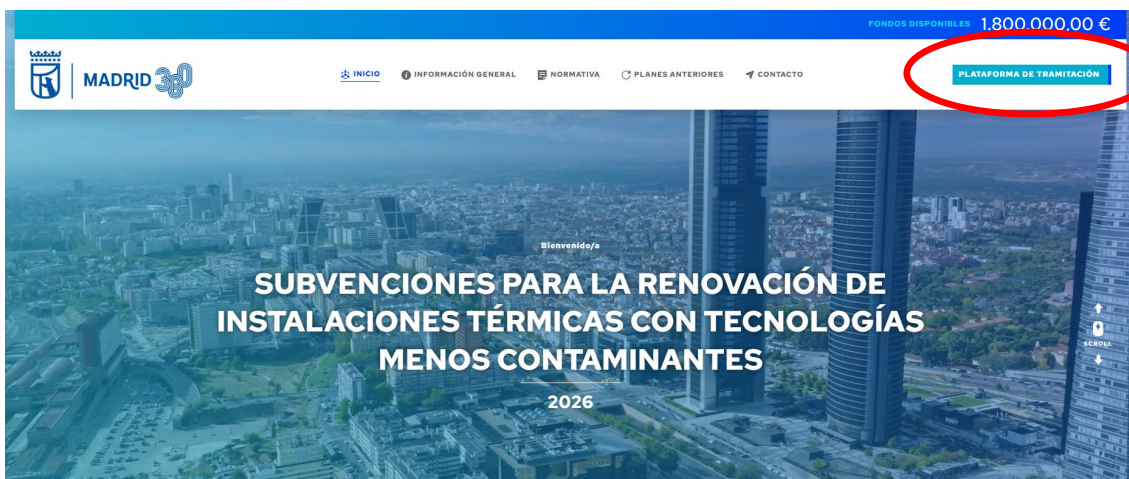 FONDOS DISPONIBLES 1.800.000,00 €
MADRID 360
INICIO INFORMACIÓN GENERAL NORMATIVA PLANES ANTERIORES CONTACTO PLATAFORMA DE TRAMITACIÓN
Bienvenido/a
SUBVENCIONES PARA LA RENOVACIÓN DE
INSTALACIONES TÉRMICAS CON TECNOLOGÍAS
MENOS CONTAMINANTES
2026
SCROLL